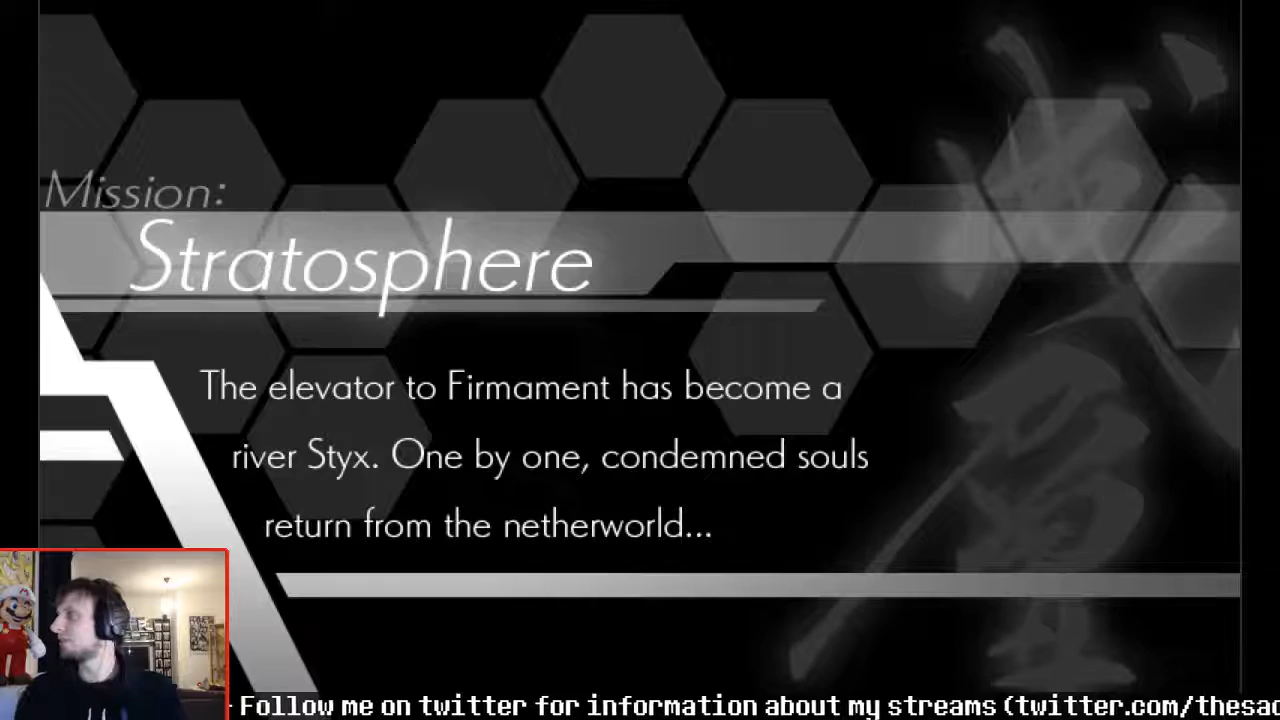 Mission:
Stratosphere
The elevator to Firmament has become a
river Styx. One by one, condemned souls
return from the netherworld...
- Follow me on twitter for information about my streams (twitter.com/thesac